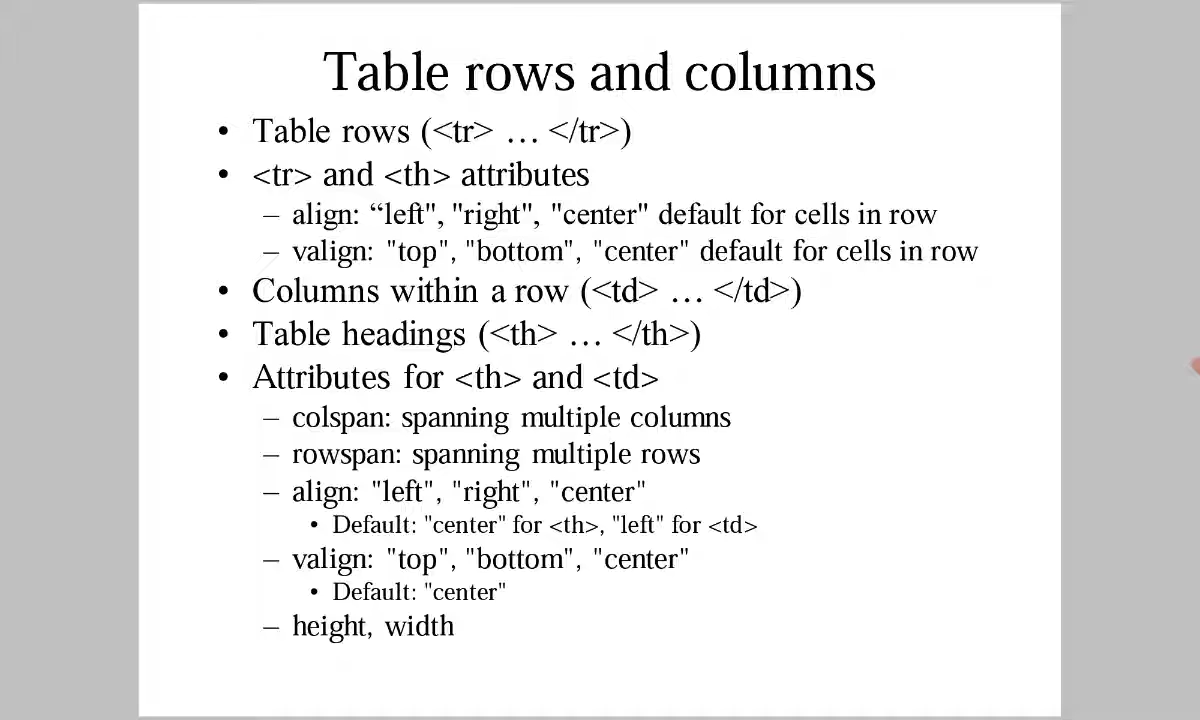 Table rows and columns
• Table rows (<tr> … </tr>)
• <tr> and <th> attributes
– align: “left", "right", "center" default for cells in row
– valign: "top", "bottom", "center" default for cells in row
• Columns within a row (<td> … </td>)
• Table headings (<th> … </th>)
• Attributes for <th> and <td>
– colspan: spanning multiple columns
– rowspan: spanning multiple rows
– align: "left", "right", "center"
• Default: "center" for <th>, "left" for <td>
– valign: "top", "bottom", "center"
• Default: "center"
– height, width